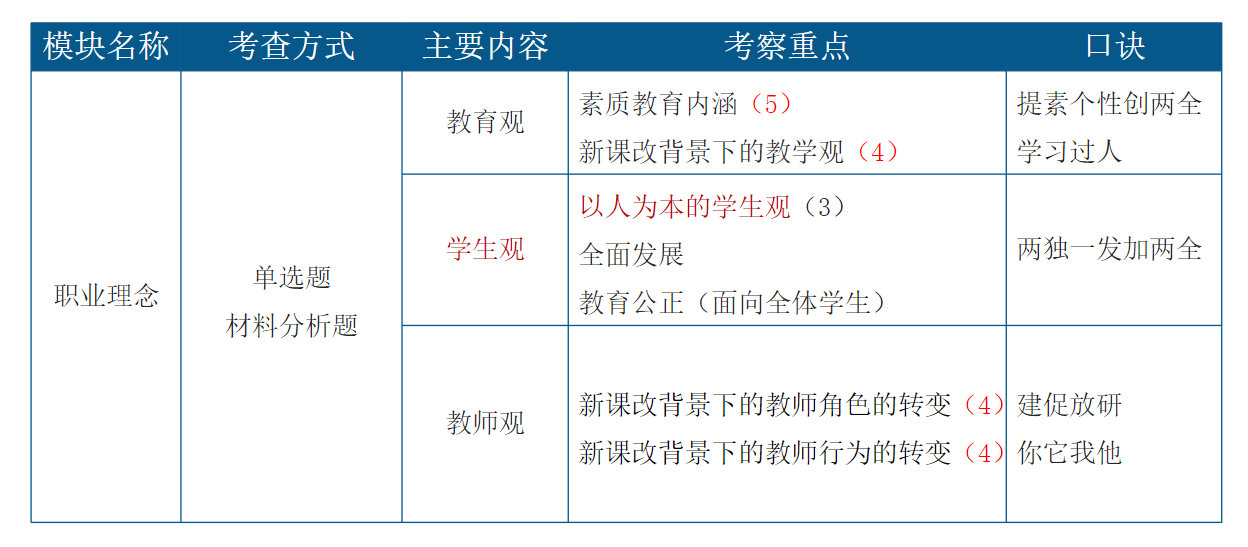 模块名称 考查方式 主要内容 考察重点 口诀
职业理念
单选题
材料分析题
教育观
素质教育内涵（5）
新课改背景下的教学观（4）
提素个性创两全
学习过人
学生观
以人为本的学生观（3）
全面发展
教育公正（面向全体学生）
两独一发加两全
教师观
新课改背景下的教师角色的转变（4）
新课改背景下的教师行为的转变（4）
建促放研
你它我他